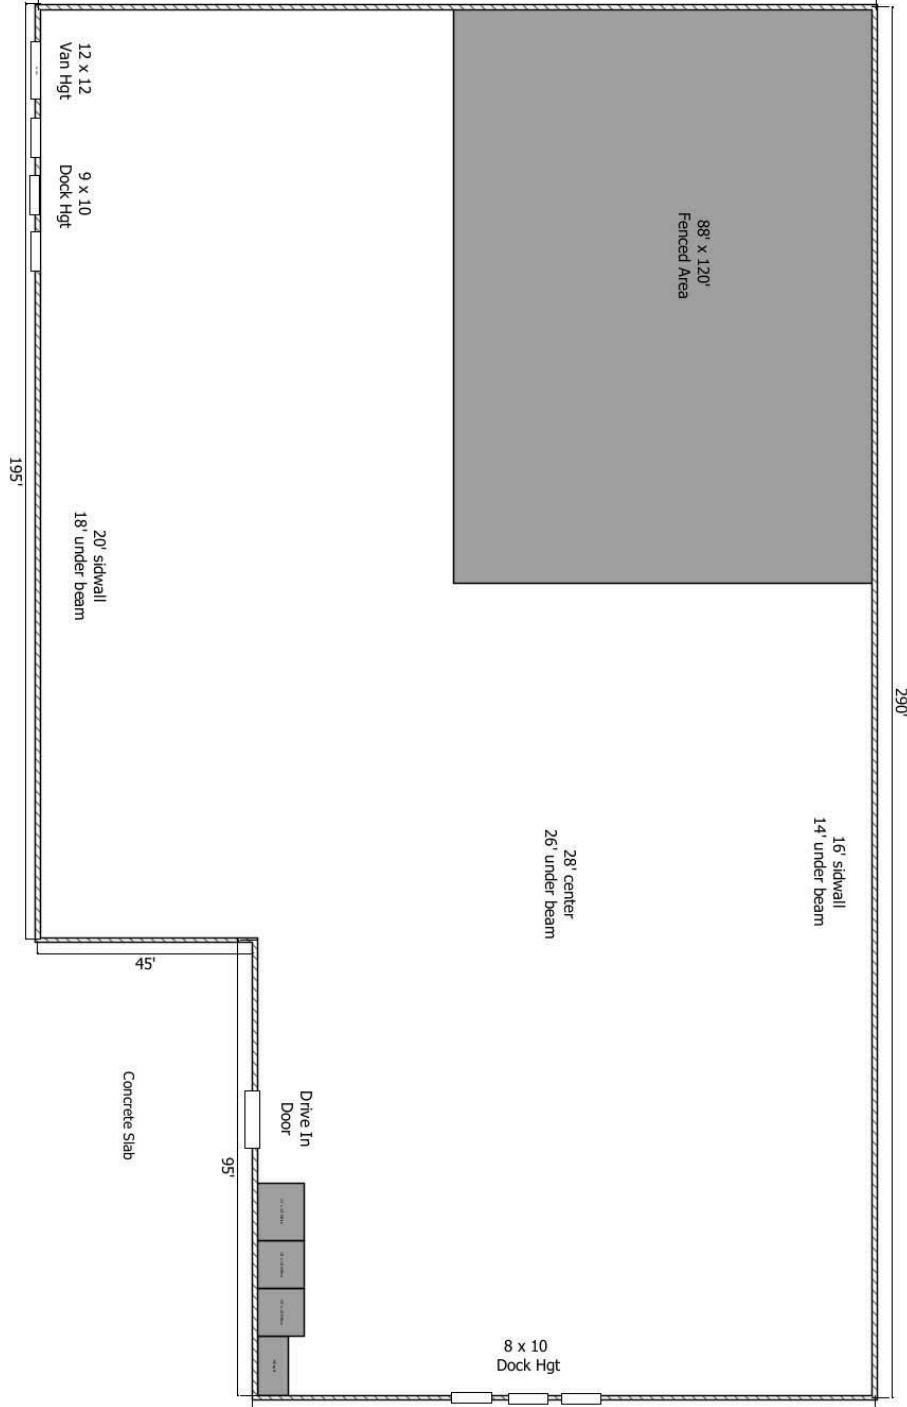 12 x 12
Van Hgt
9 x 10
Dock Hgt
88' x 120'
Fenced Area
195'
20' sidwall
18' under beam
290'
16' sidwall
14' under beam
28' center
26' under beam
45'
Concrete Slab
Drive In
Door
95'
8 x 10
Dock Hgt